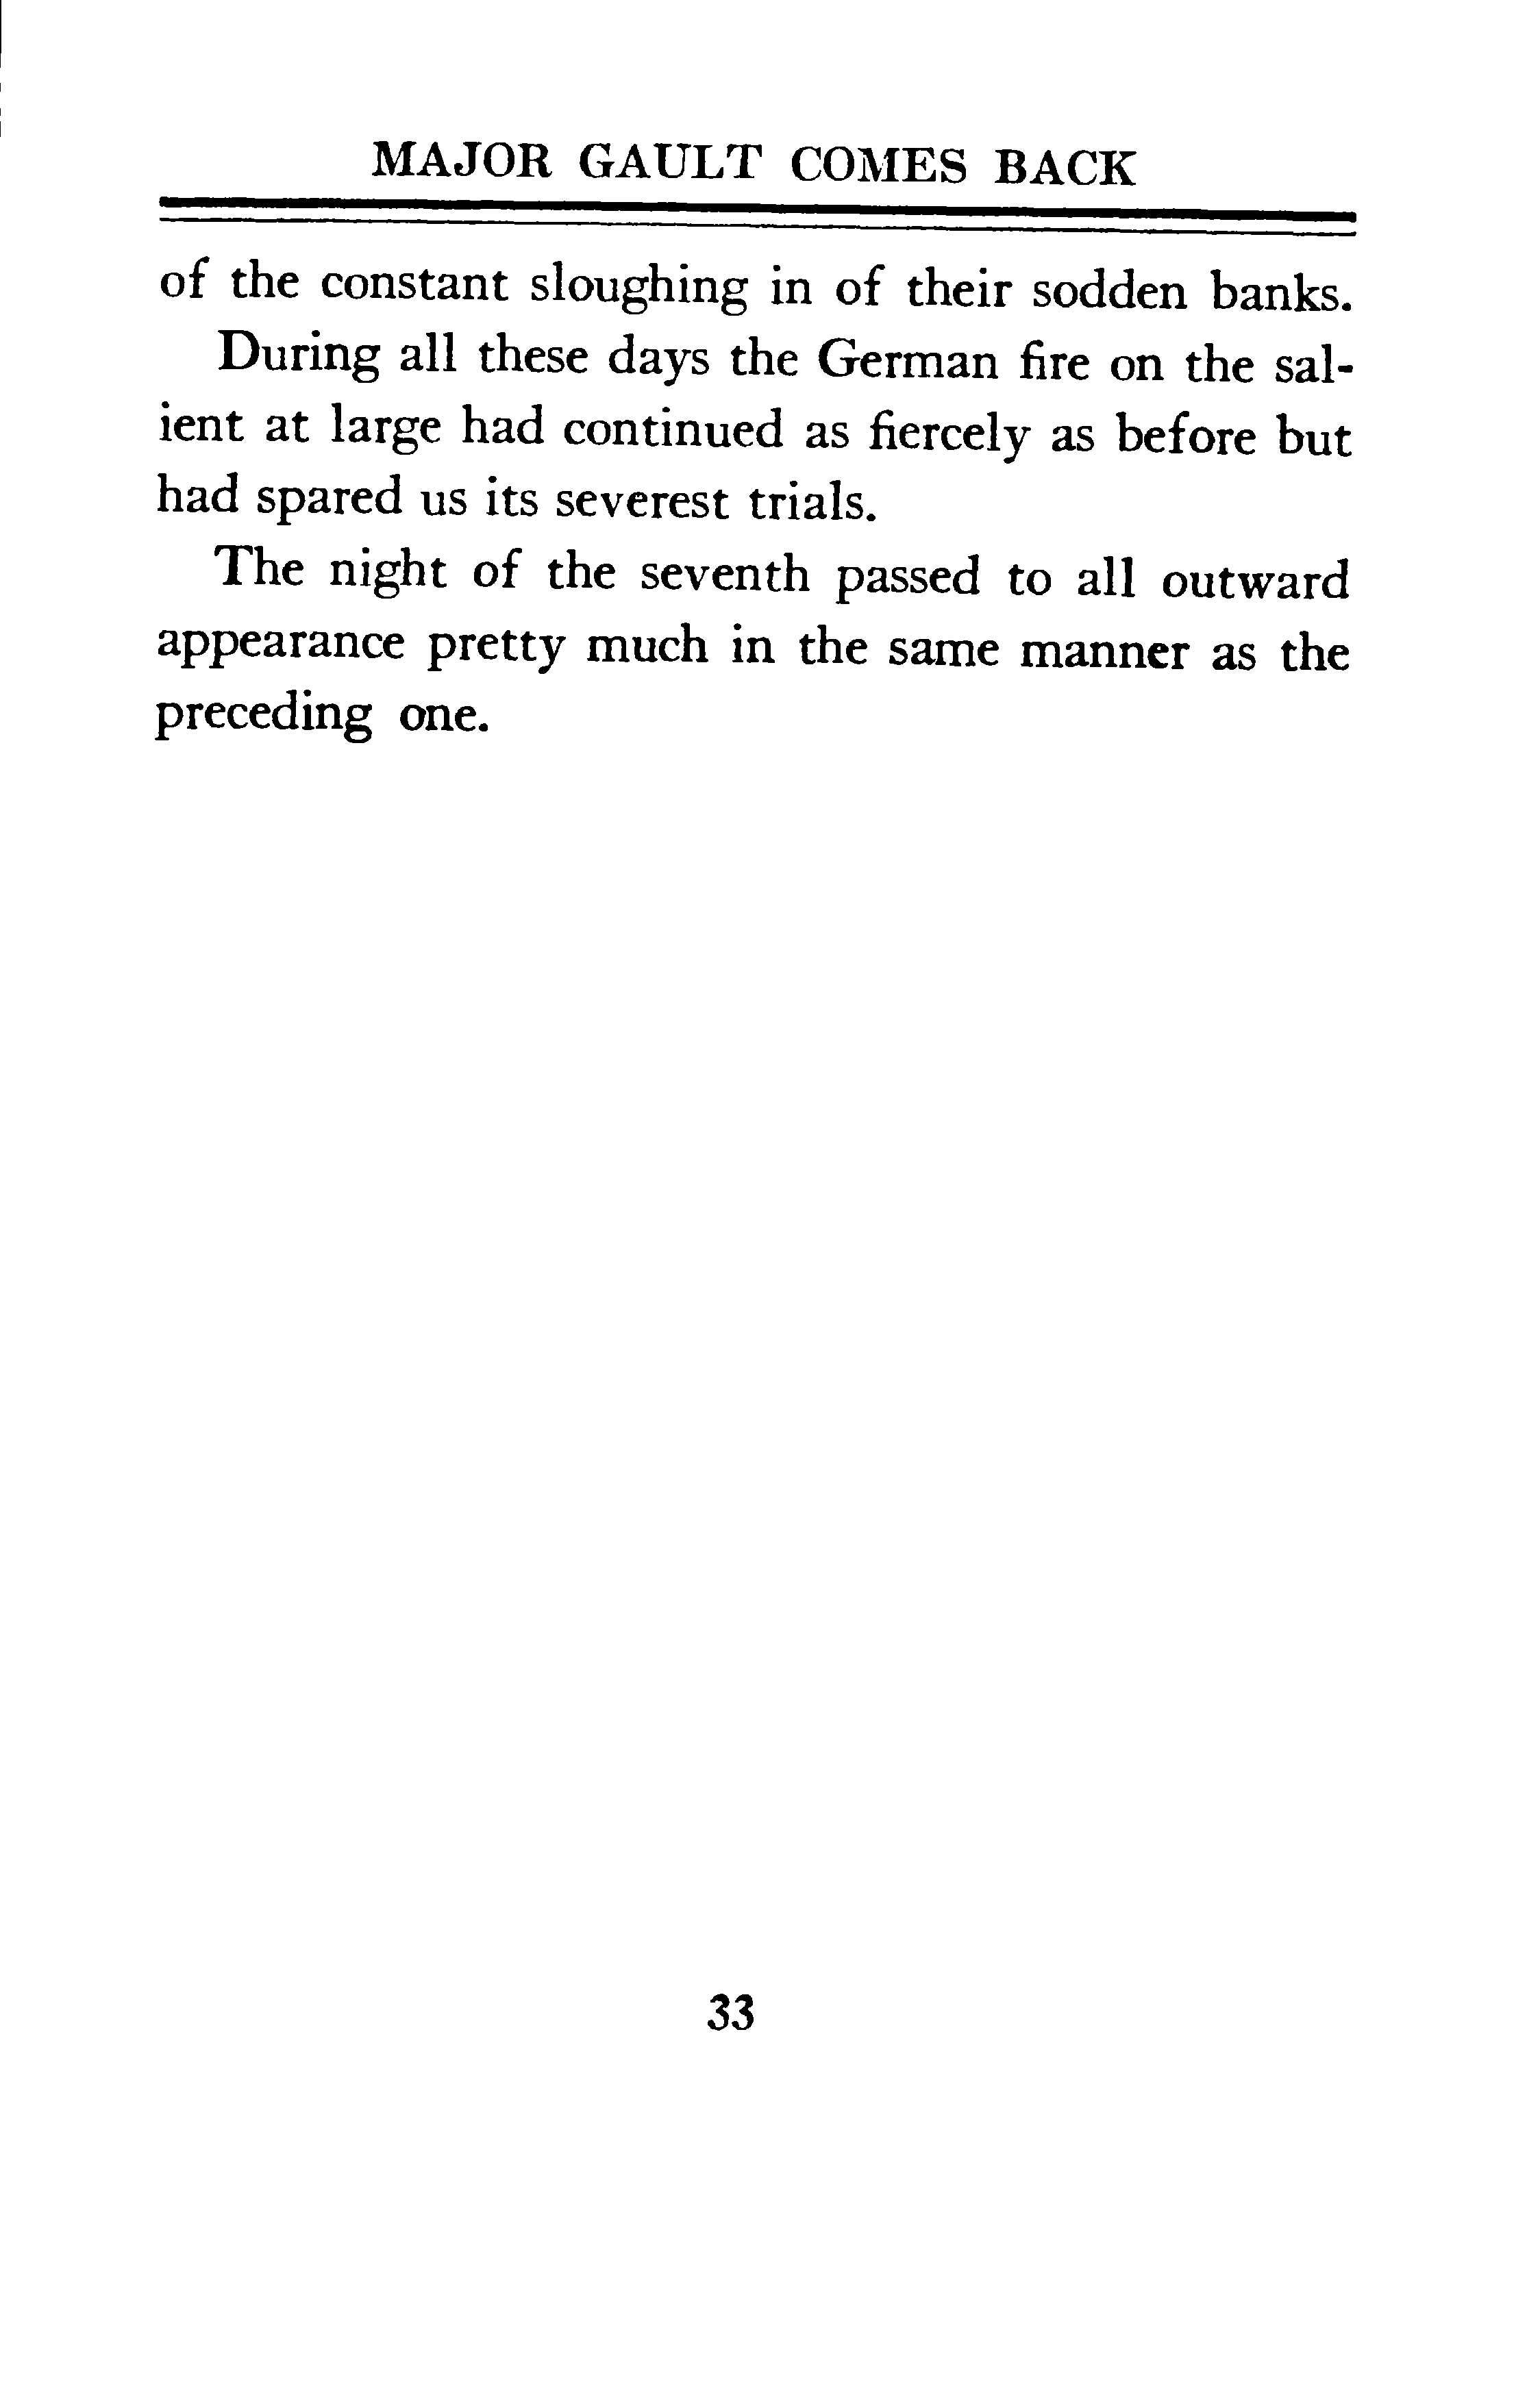 MAJOR GAULT COMES BACK
of the constant sloughing in of their sodden banks.
During all these days the German fire on the sal-
ient at large had continued as fiercely as before but
had spared us its severest trials.
The night of the seventh passed to all outward
appearance pretty much in the same manner as the
preceding one.
33